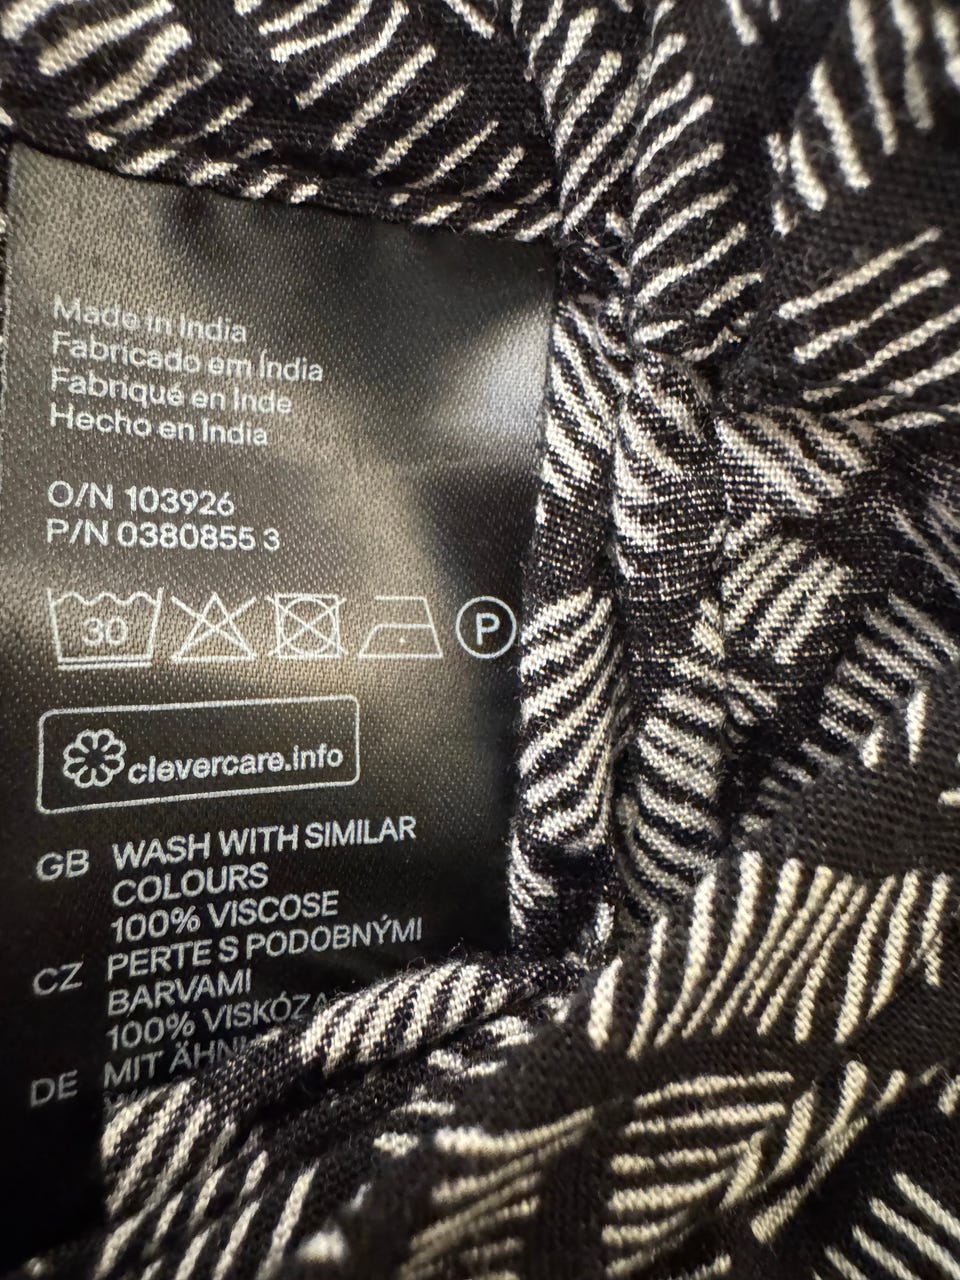 Made in India
Fabricado em Índia
Fabriqué en Inde
Hecho en India
O/N 103926
P/N 0380855 3
30 P
clevercare.info
GB WASH WITH SIMILAR
COLOURS
100% VISCOSE
CZ PERTE S PODOBNÝMI
BARVAMI
100% VISKÓZA
DE MIT